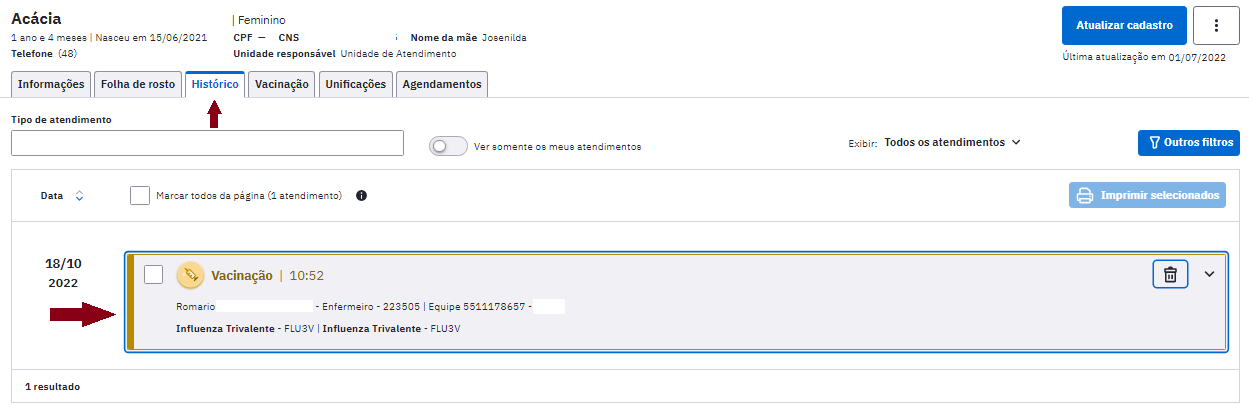 Acácia | Feminino
1 ano e 4 meses | Nasceu em 15/06/2021 CPF — CNS Nome da mãe Josenilda
Telefone (48) Unidade responsável Unidade de Atendimento
Atualizar cadastro
Última atualização em 01/07/2022
Informações Folha de rosto Histórico Vacinação Unificações Agendamentos
Tipo de atendimento
Ver somente os meus atendimentos Exibir: Todos os atendimentos Outros filtros
Data Marcar todos da página (1 atendimento) Imprimir selecionados
18/10
2022
Vacinação | 10:52
Romario - Enfermeiro - 223505 | Equipe 5511178657 -
Influenza Trivalente - FLU3V | Influenza Trivalente - FLU3V
1 resultado